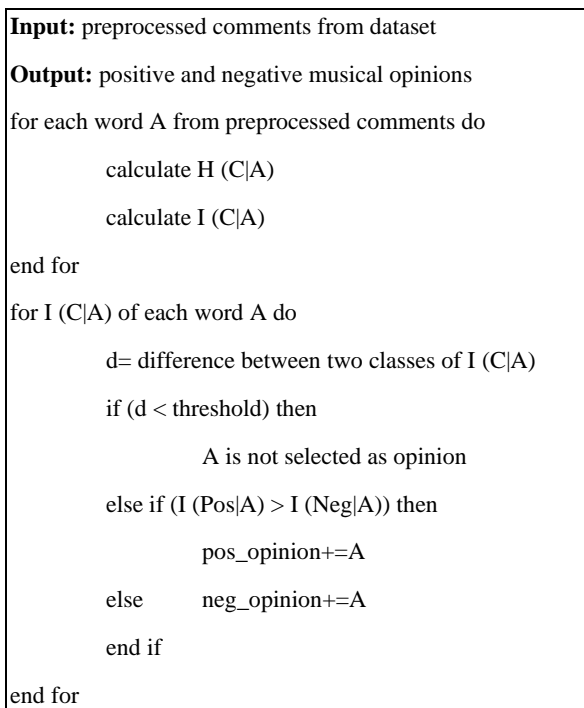 Input: preprocessed comments from dataset
Output: positive and negative musical opinions
for each word A from preprocessed comments do
calculate H (C|A)
calculate I (C|A)
end for
for I (C|A) of each word A do
d= difference between two classes of I (C|A)
if (d < threshold) then
A is not selected as opinion
else if (I (Pos|A) > I (Neg|A)) then
pos_opinion+=A
else neg_opinion+=A
end if
end for